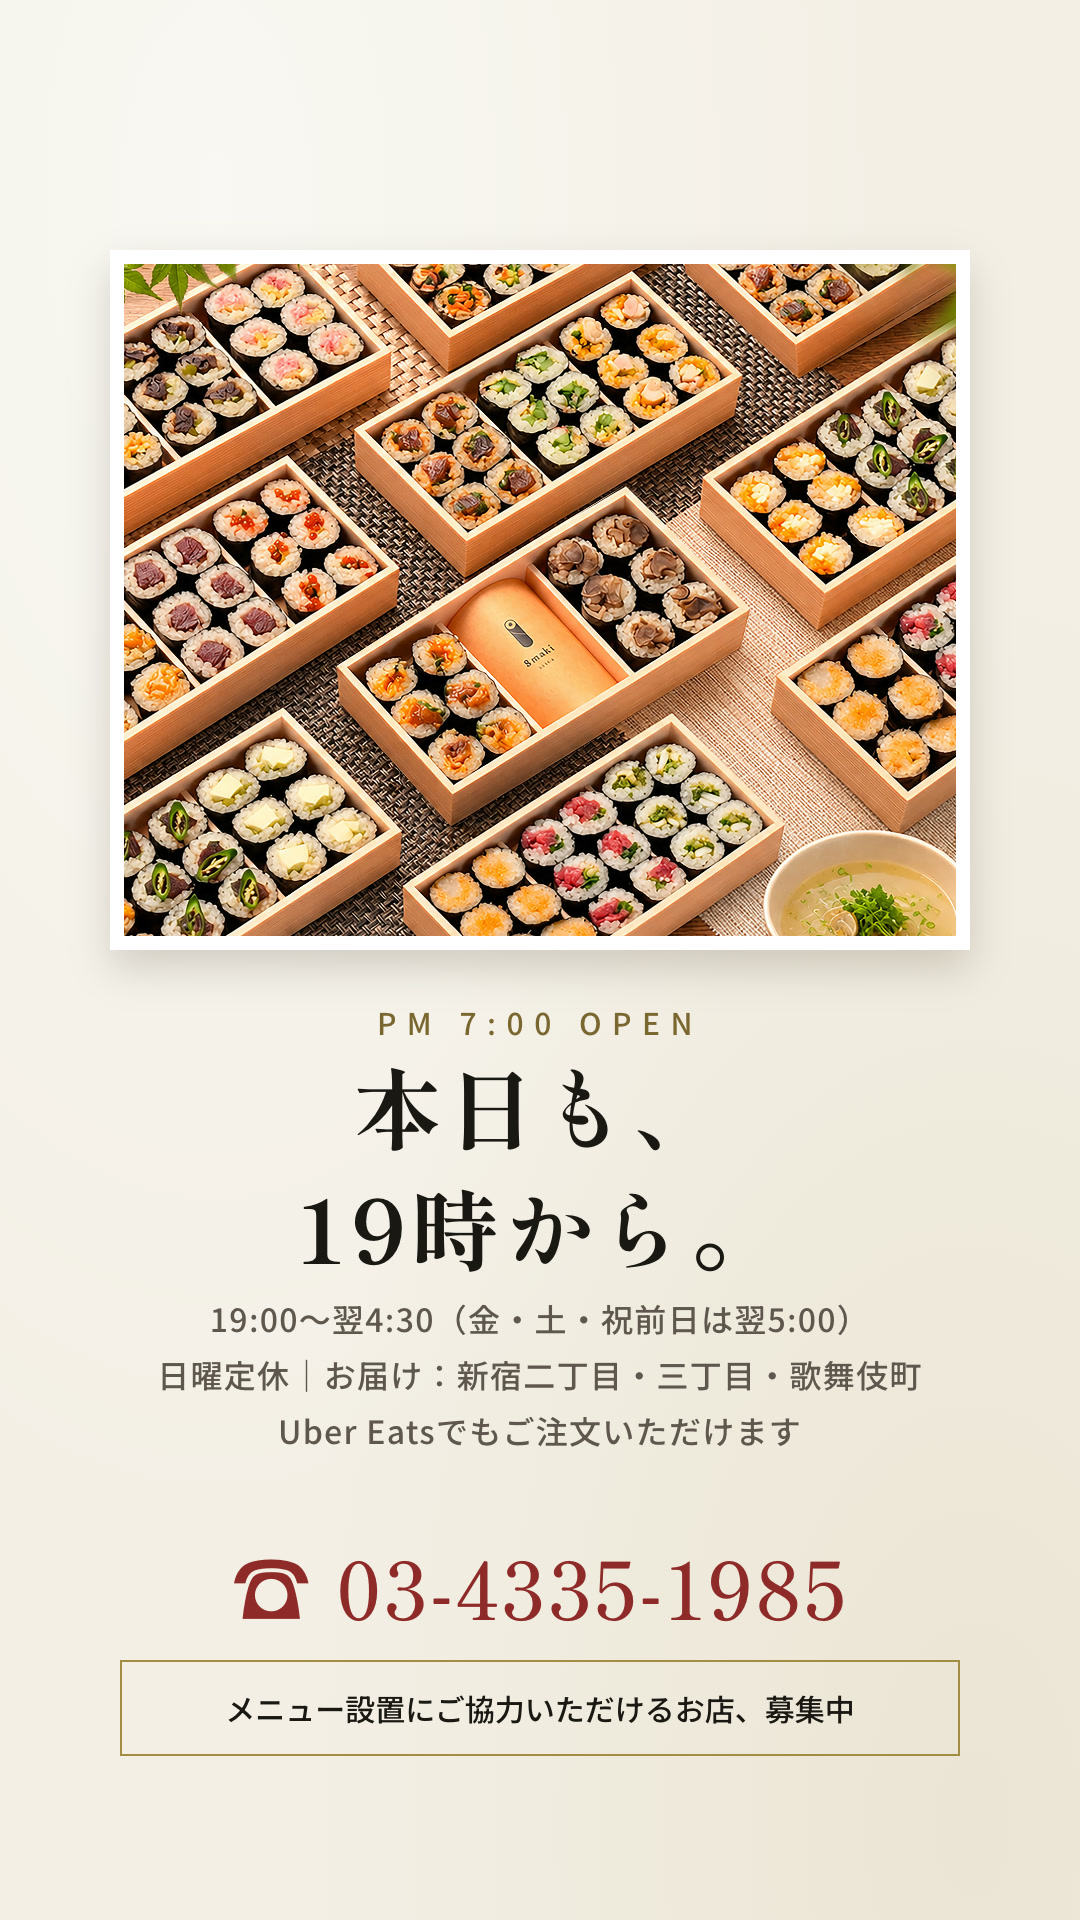 8maki
PM 7:00 OPEN
本日も、
19時から。
19:00〜翌4:30（金・土・祝前日は翌5:00）
日曜定休｜お届け：新宿二丁目・三丁目・歌舞伎町
Uber Eatsでもご注文いただけます
☎ 03-4335-1985
メニュー設置にご協力いただけるお店、募集中